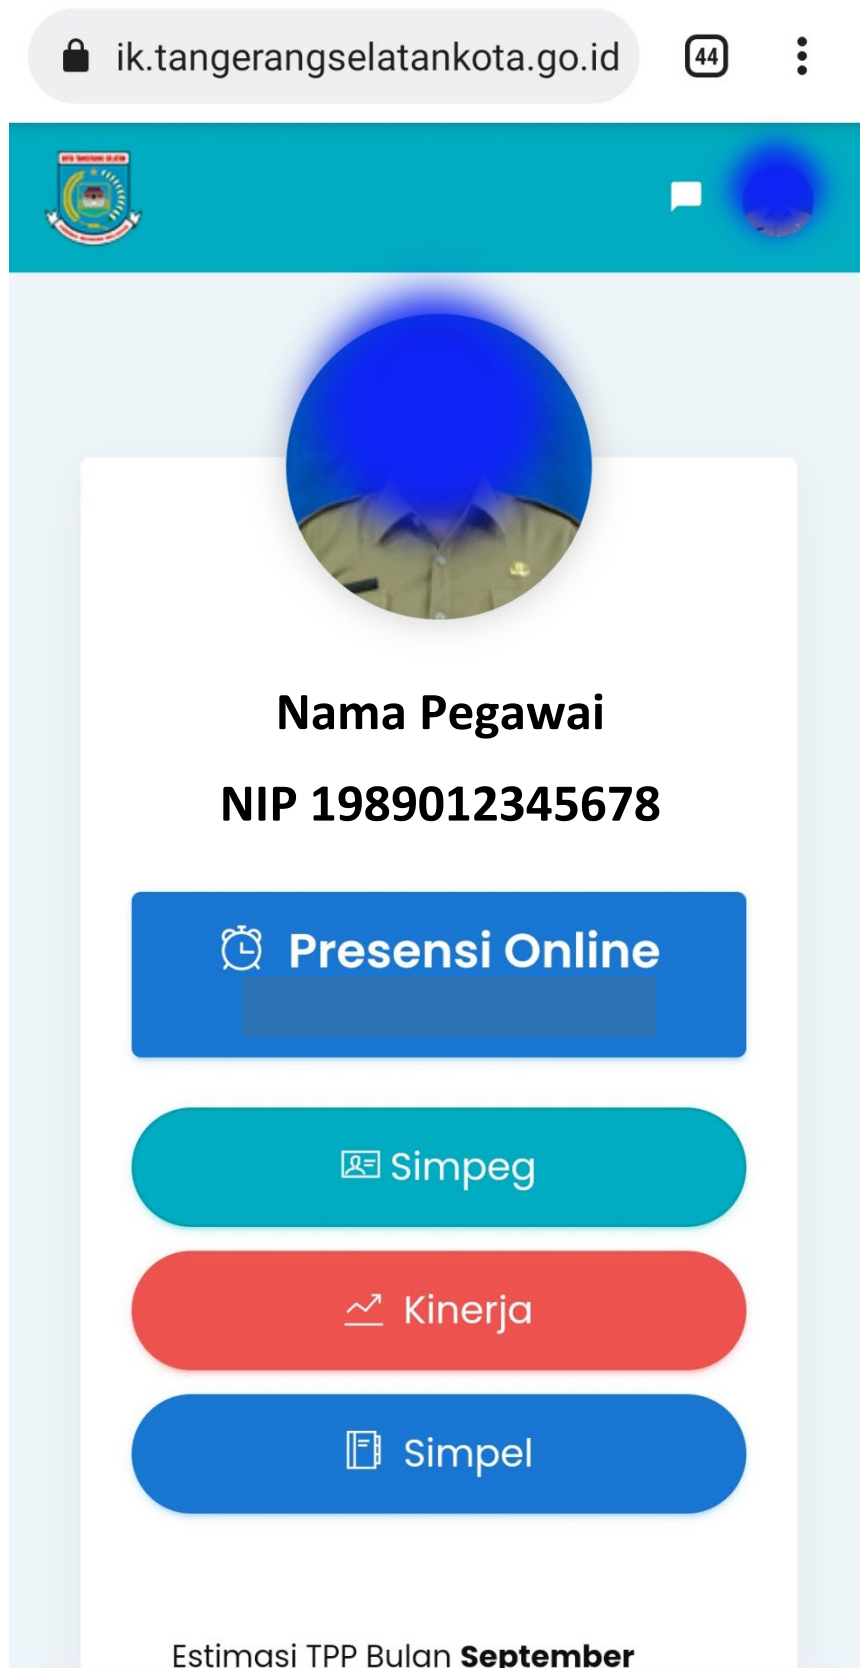 ik.tangerangselatankota.go.id
44
Nama Pegawai
NIP 1989012345678
Presensi Online
Simpeg
Kinerja
Simpel
Estimasi TPP Bulan September